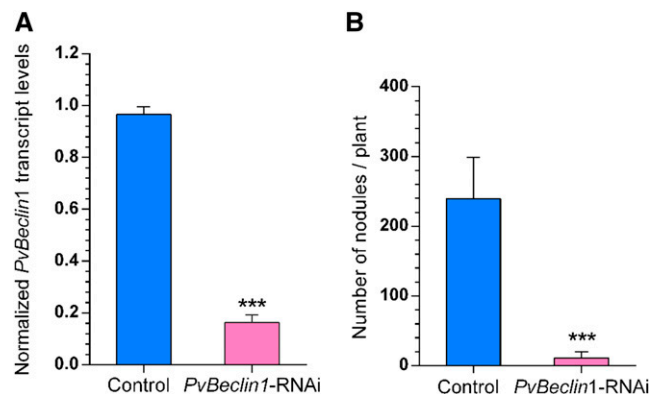 A
Normalized PvBeclin1 transcript levels
1.2
1.0
0.8
0.6
0.4
0.2
0.0
***
Control
PvBeclin1-RNAi
B
Number of nodules / plant
400
300
200
100
0
***
Control
PvBeclin1-RNAi